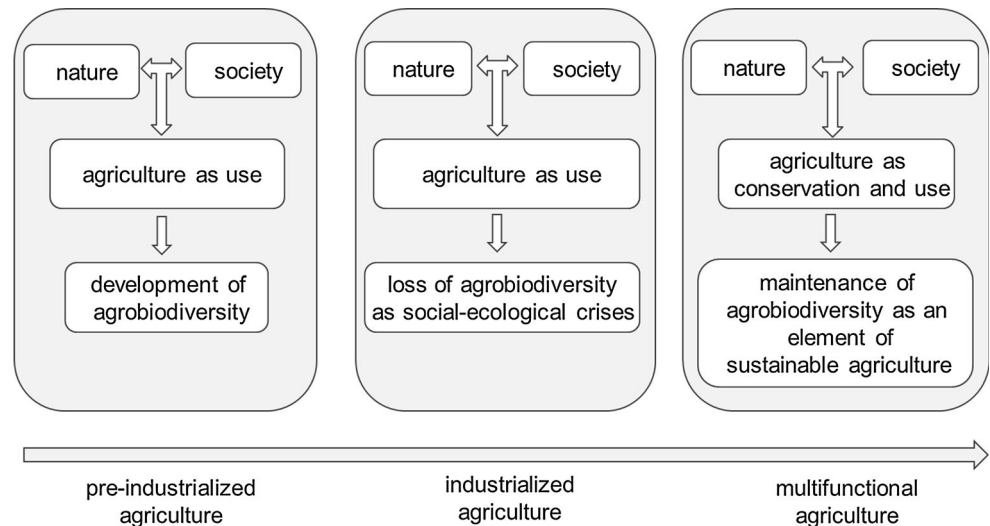 nature
society
agriculture as use
development of
agrobiodiversity
nature
society
agriculture as use
loss of agrobiodiversity
as social-ecological crises
nature
society
agriculture as
conservation and use
maintenance of
agrobiodiversity as an
element of
sustainable agriculture
pre-industrialized
agriculture
industrialized
agriculture
multifunctional
agriculture